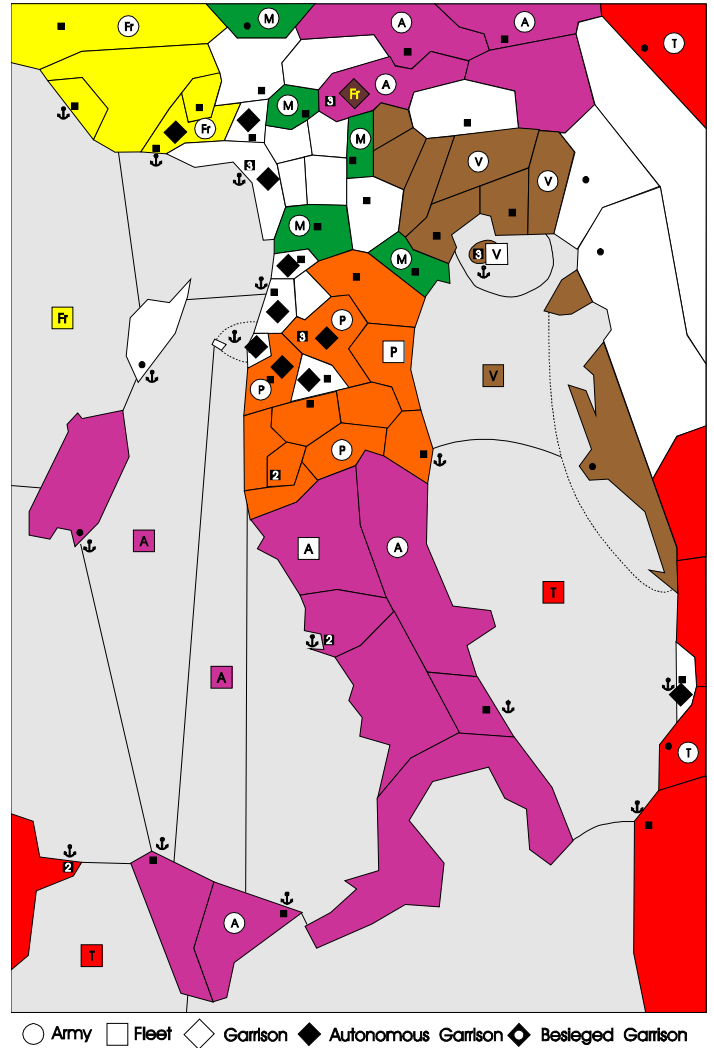 M
Fr A A
T
3 Fr A
M
Fr
M
3 V
V
M
M 3 V
Fr
P
3
P
V
P
P
2
A A A
T
2
A
T
2
A
T
Army Fleet Garrison Autonomous Garrison Besieged Garrison